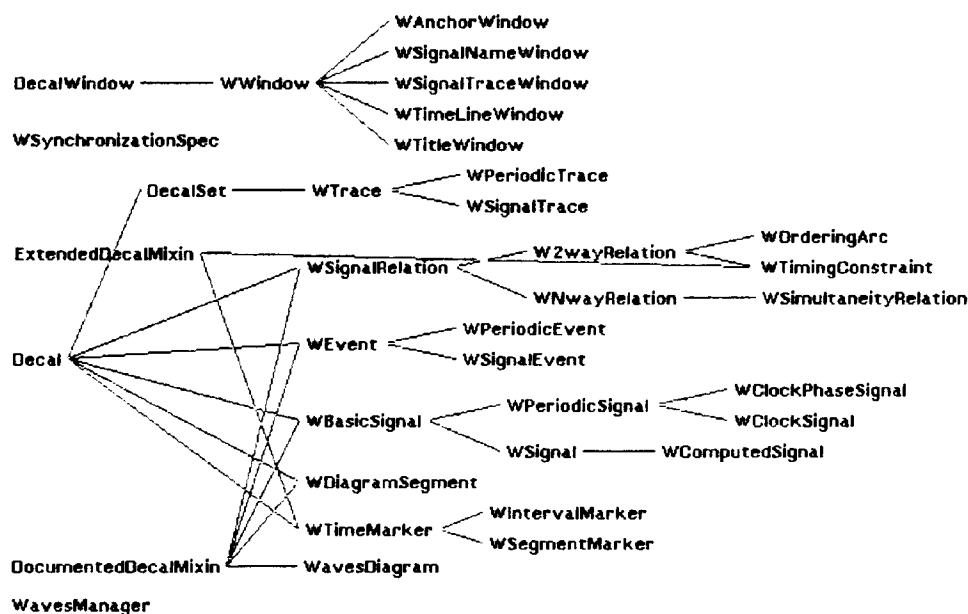 WAnchorWindow
WSignalNameWindow
DecalWindow WWindow WSignalTraceWindow
WTimeLineWindow
WSynchronizationSpec
WTitleWindow
WPeriodicTrace
DecalSet WTrace
WSignalTrace
WOrderingArc
ExtendedDecalMixin W2wayRelation
WSignalRelation WTimingConstraint
WNwayRelation WSimultaneityRelation
WPeriodicEvent
Decal WEvent
WSignalEvent
WClockPhaseSignal
WPeriodicSignal
WBasicSignal WClockSignal
WSignal WComputedSignal
WDiagramSegment
WIntervalMarker
WTimeMarker
WSegmentMarker
DocumentedDecalMixin WavesDiagram
WavesManager